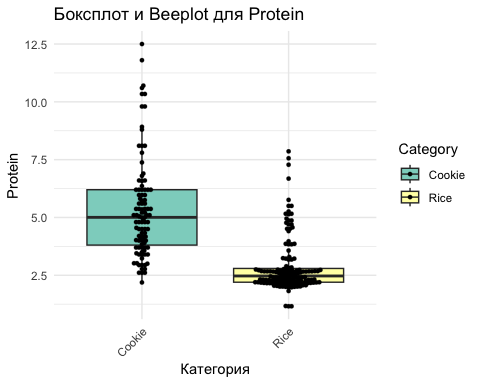 Боксплот и Beeplot для Protein
12.5
10.0
7.5
5.0
2.5
Protein
Cookie
Rice
Категория
Category
Cookie
Rice